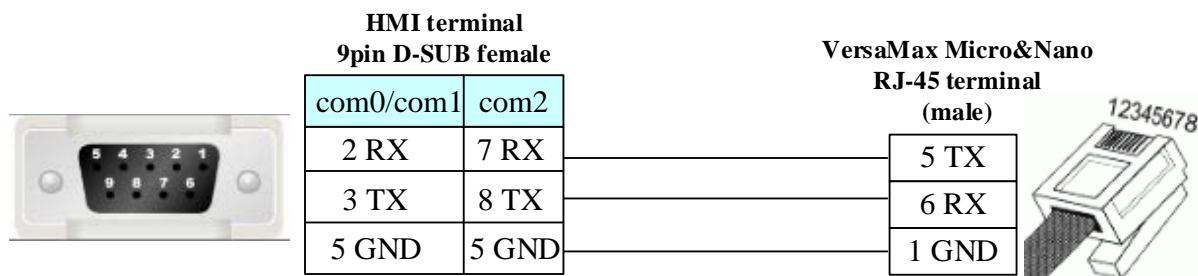 HMI terminal
9pin D-SUB female
VersaMax Micro&Nano
RJ-45 terminal
(male)
com0/com1 com2
2 RX 7 RX
3 TX 8 TX
5 GND 5 GND
5 TX
6 RX
1 GND
5 4 3 2 1
9 8 7 6
12345678